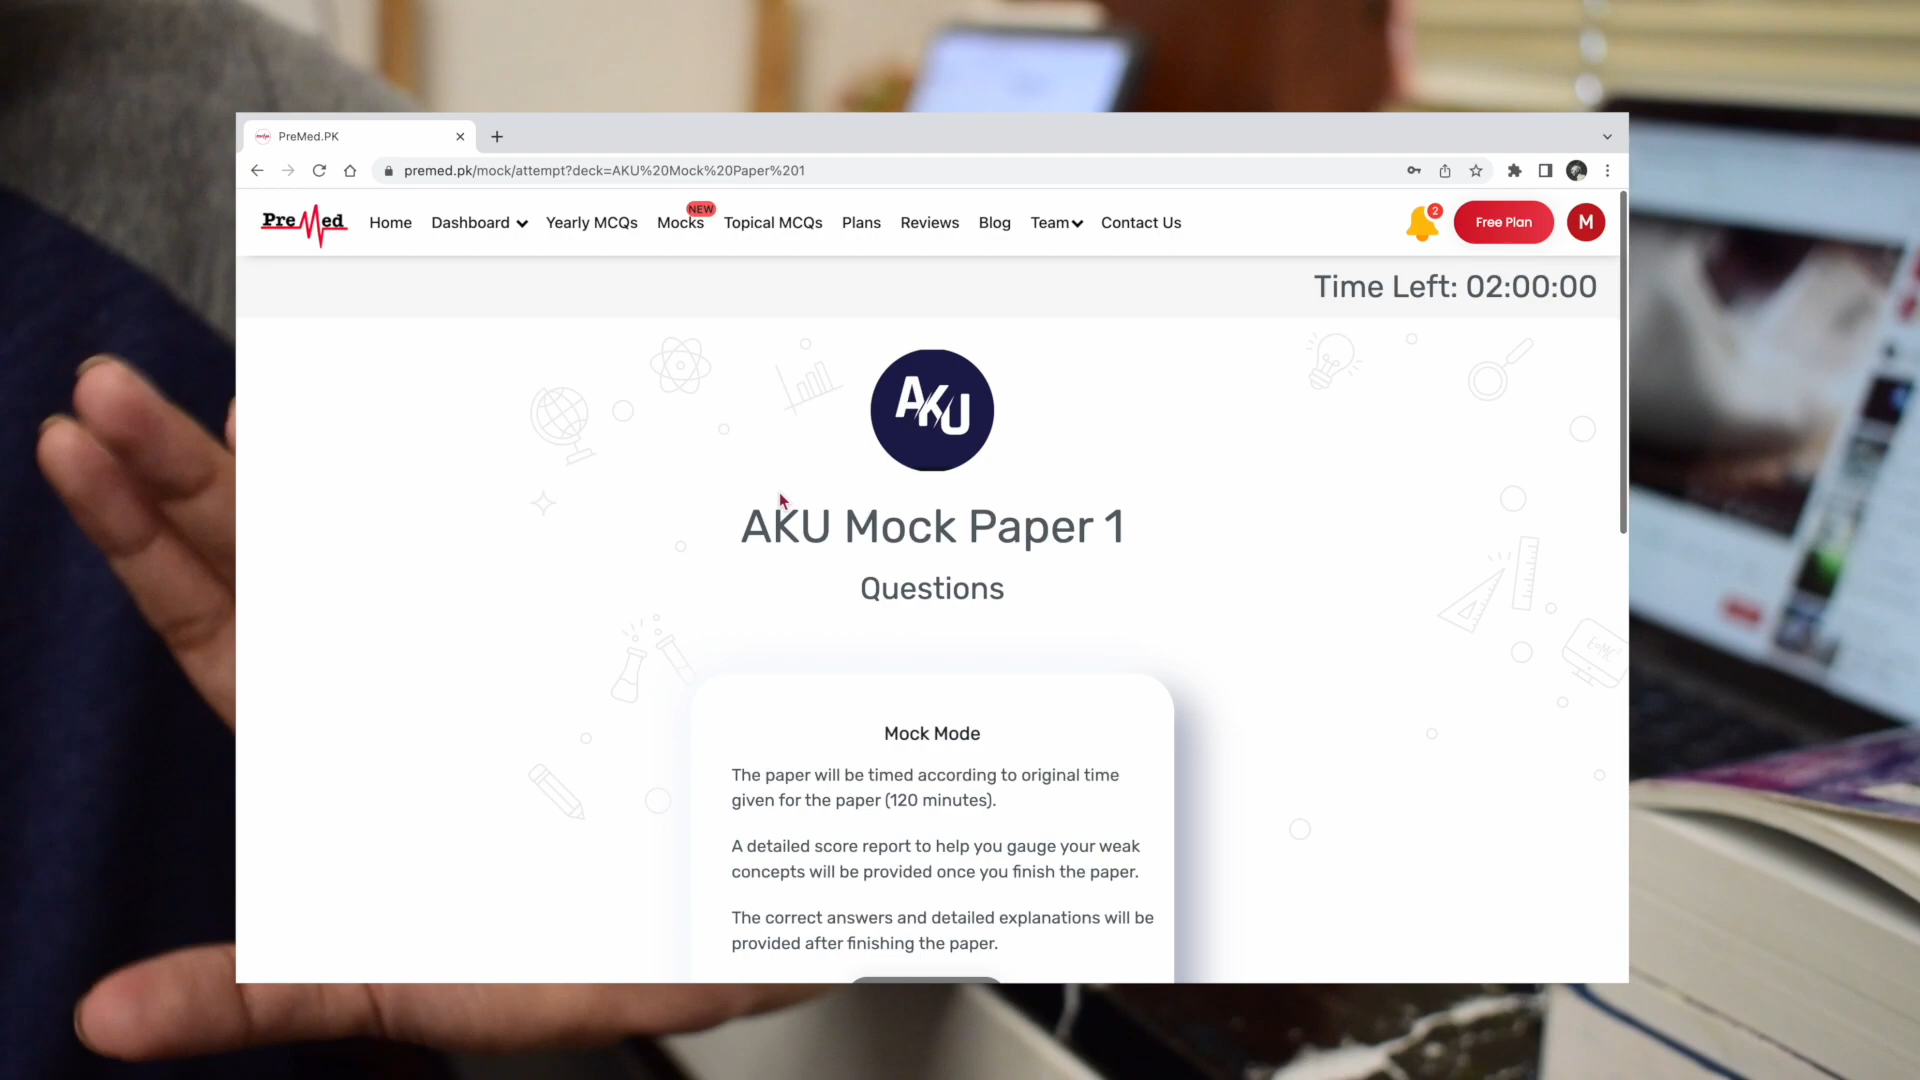 PreMed.PK
premed.pk/mock/attempt?deck=AKU%20Mock%20Paper%201
PreMed
Home
Dashboard
Yearly MCQs
Mocks
NEW
Topical MCQs
Plans
Reviews
Blog
Team
Contact Us
2
Free Plan
M
Time Left: 02:00:00
AKU
AKU Mock Paper 1
Questions
Mock Mode
The paper will be timed according to original time
given for the paper (120 minutes).
A detailed score report to help you gauge your weak
concepts will be provided once you finish the paper.
The correct answers and detailed explanations will be
provided after finishing the paper.
E=MC²